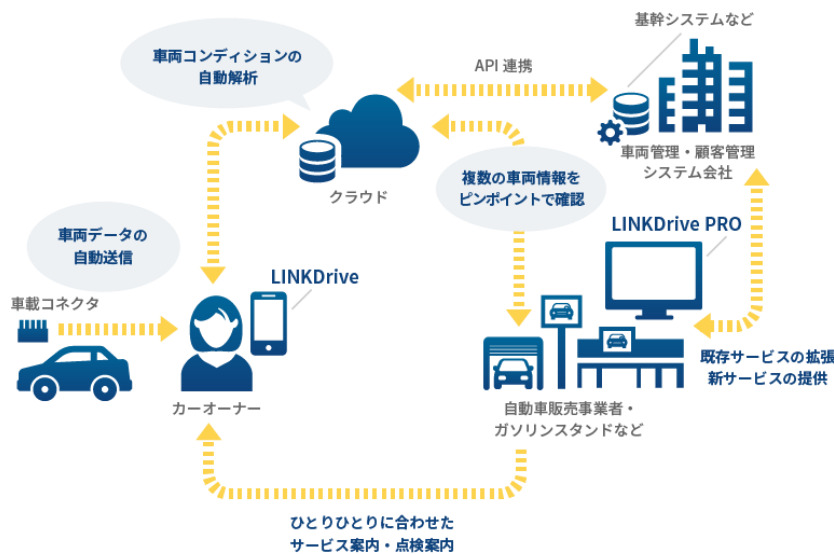 基幹システムなど
車両コンディションの
自動解析
API 連携
車両管理・顧客管理
システム会社
クラウド
複数の車両情報を
ピンポイントで確認
LINKDrive PRO
車両データの
自動送信
LINKDrive
車載コネクタ
既存サービスの拡張
新サービスの提供
カーオーナー
自動車販売事業者・
ガソリンスタンドなど
ひとりひとりに合わせた
サービス案内・点検案内